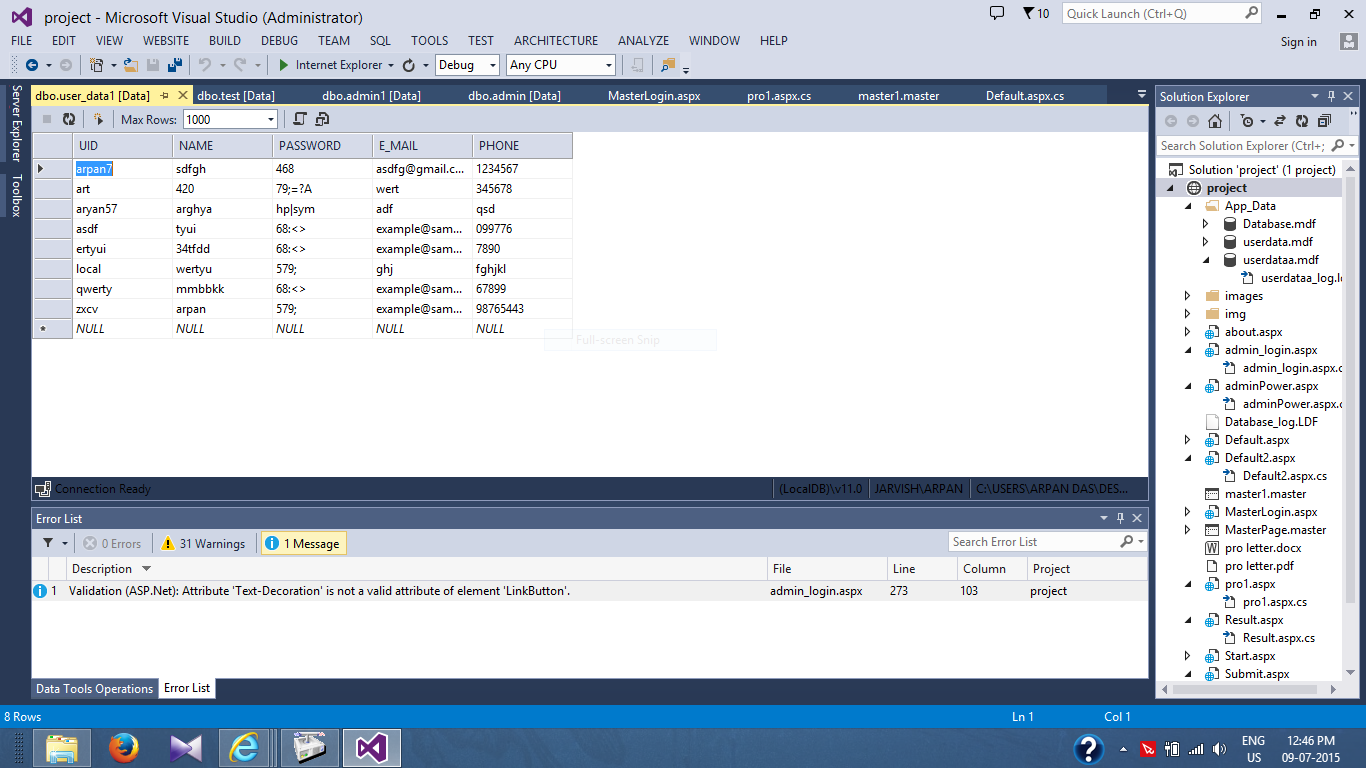 project - Microsoft Visual Studio (Administrator)
10
Quick Launch (Ctrl+Q)
FILE EDIT VIEW WEBSITE BUILD DEBUG TEAM SQL TOOLS TEST ARCHITECTURE ANALYZE WINDOW HELP
Sign in
Internet Explorer Debug Any CPU
Server Explorer
Toolbox
dbo.user_data1 [Data] dbo.test [Data] dbo.admin1 [Data] dbo.admin [Data] MasterLogin.aspx pro1.aspx.cs master1.master Default.aspx.cs
Max Rows: 1000
UID NAME PASSWORD E_MAIL PHONE
arpan7 sdfgh 468 asdfg@gmail.c... 1234567
art 420 79;=?A wert 345678
aryan57 arghya hp|sym adf qsd
asdf tyui 68:<> example@sam... 099776
ertyui 34tfdd 68:<> example@sam... 7890
local wertyu 579; ghj fghjkl
qwerty mmbbkk 68:<> example@sam... 67899
zxcv arpan 579; example@sam... 98765443
NULL NULL NULL NULL NULL
Full-screen Snip
Connection Ready
(LocalDB)\v11.0 JARVISH\ARPAN C:\USERS\ARPAN DAS\DES...
Error List
0 Errors 31 Warnings 1 Message
Search Error List
Description File Line Column Project
1 Validation (ASP.Net): Attribute 'Text-Decoration' is not a valid attribute of element 'LinkButton'. admin_login.aspx 273 103 project
Data Tools Operations Error List
Solution Explorer
Search Solution Explorer (Ctrl+;
Solution 'project' (1 project)
project
App_Data
Database.mdf
userdata.mdf
userdataa.mdf
userdataa_log.l
images
img
about.aspx
admin_login.aspx
admin_login.aspx.c
adminPower.aspx
adminPower.aspx.c
Database_log.LDF
Default.aspx
Default2.aspx
Default2.aspx.cs
master1.master
MasterLogin.aspx
MasterPage.master
pro letter.docx
pro letter.pdf
pro1.aspx
pro1.aspx.cs
Result.aspx
Result.aspx.cs
Start.aspx
Submit.aspx
8 Rows
Ln 1 Col 1
ENG
US
12:46 PM
09-07-2015